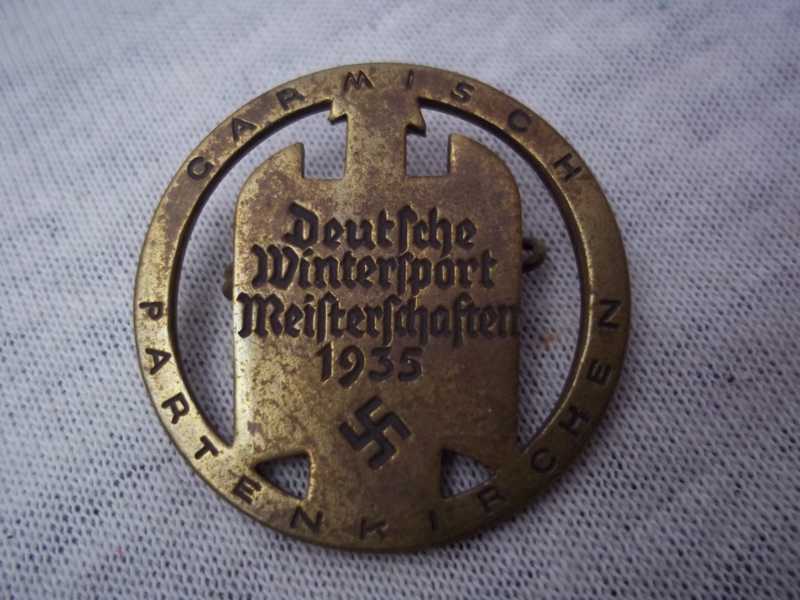 GARMISCH
Deutſche
Winterſport
Meiſterſchaften
1935
PARTENKIRCHEN